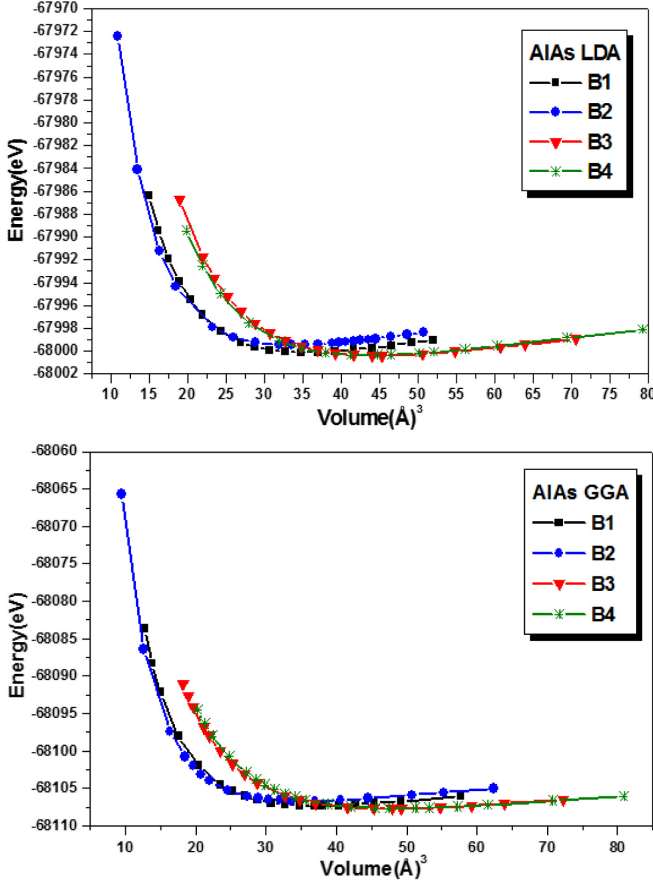 -67970
-67972
-67974
-67976
-67978
-67980
-67982
-67984
-67986
-67988
-67990
-67992
-67994
-67996
-67998
-68000
-68002
Energy(eV)
AlAs LDA
B1
B2
B3
B4
10 15 20 25 30 35 40 45 50 55 60 65 70 75 80
Volume(Å)³
-68060
-68065
-68070
-68075
-68080
-68085
-68090
-68095
-68100
-68105
-68110
Energy(eV)
AlAs GGA
B1
B2
B3
B4
10 20 30 40 50 60 70 80
Volume(Å)³